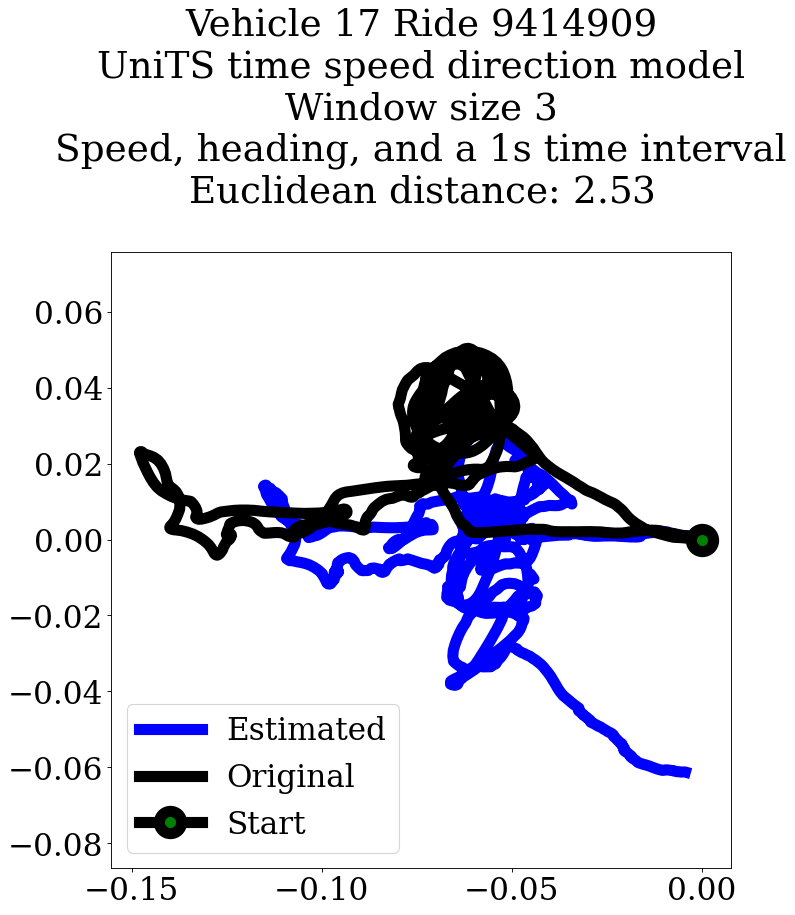 Vehicle 17 Ride 9414909
UniTS time speed direction model
Window size 3
Speed, heading, and a 1s time interval
Euclidean distance: 2.53
0.06
0.04
0.02
0.00
−0.02
−0.04
−0.06
−0.08
Estimated
Original
Start
−0.15
−0.10
−0.05
0.00